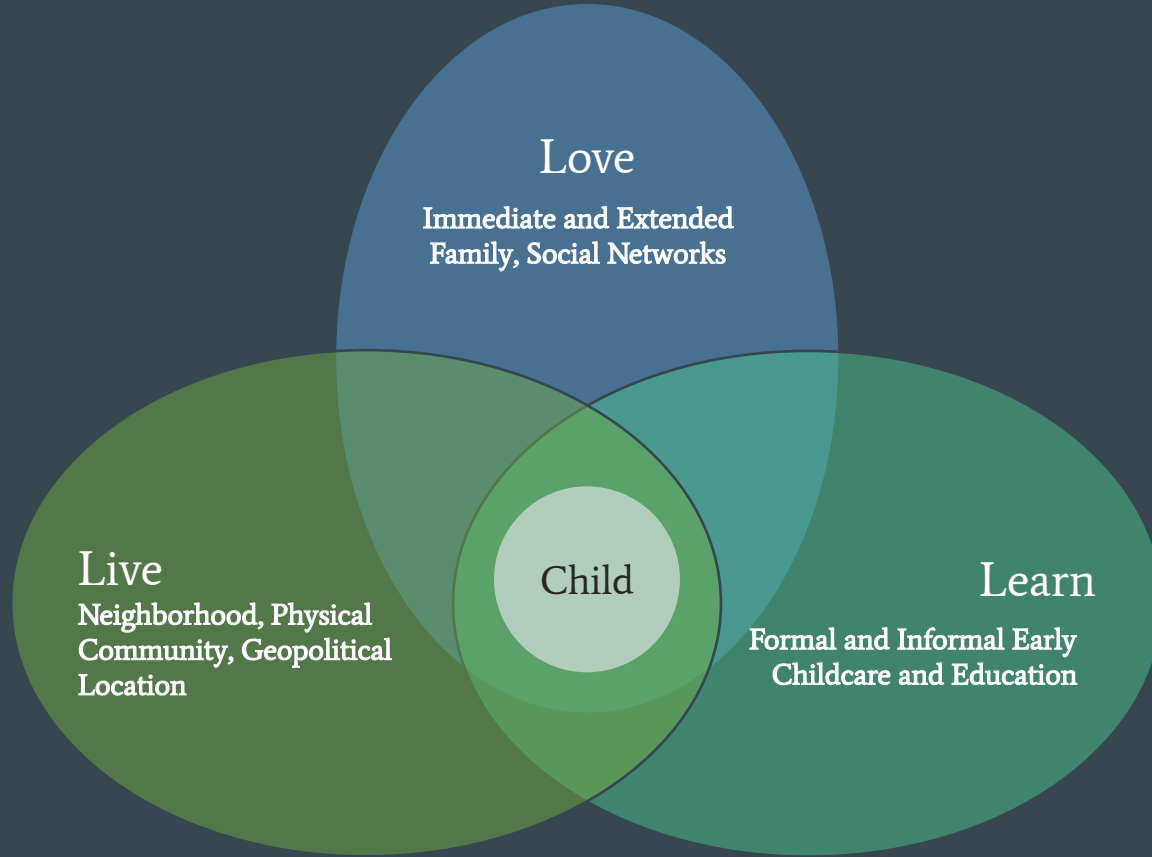 Love
Immediate and Extended
Family, Social Networks
Live
Neighborhood, Physical
Community, Geopolitical
Location
Child
Learn
Formal and Informal Early
Childcare and Education